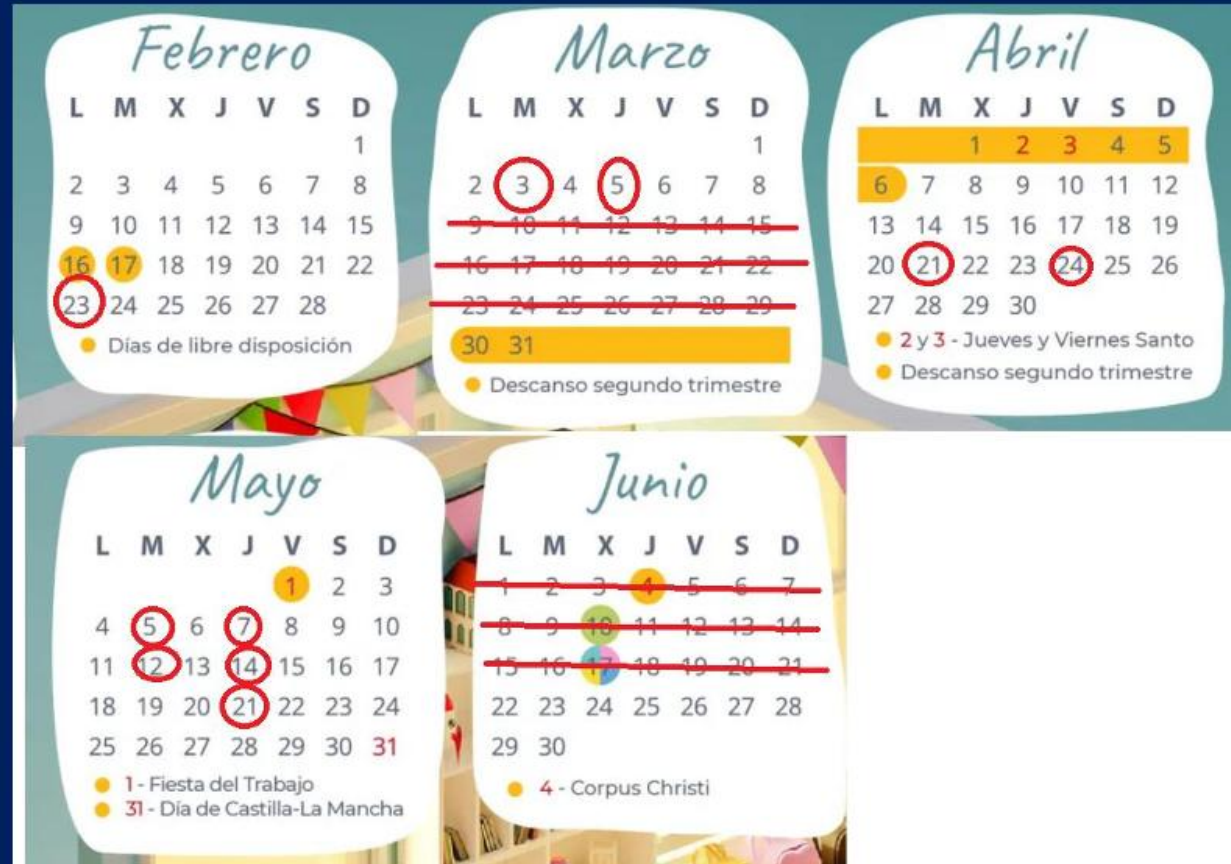 Febrero
L M X J V S D
1
2 3 4 5 6 7 8
9 10 11 12 13 14 15
16 17 18 19 20 21 22
23 24 25 26 27 28
Días de libre disposición
Marzo
L M X J V S D
1
2 3 4 5 6 7 8
9 10 11 12 13 14 15
16 17 18 19 20 21 22
23 24 25 26 27 28 29
30 31
Descanso segundo trimestre
Abril
L M X J V S D
1 2 3 4 5
6 7 8 9 10 11 12
13 14 15 16 17 18 19
20 21 22 23 24 25 26
27 28 29 30
2 y 3 - Jueves y Viernes Santo
Descanso segundo trimestre
Mayo
L M X J V S D
1 2 3
4 5 6 7 8 9 10
11 12 13 14 15 16 17
18 19 20 21 22 23 24
25 26 27 28 29 30 31
1 - Fiesta del Trabajo
31 - Día de Castilla-La Mancha
Junio
L M X J V S D
1 2 3 4 5 6 7
8 9 10 11 12 13 14
15 16 17 18 19 20 21
22 23 24 25 26 27 28
29 30
4 - Corpus Christi